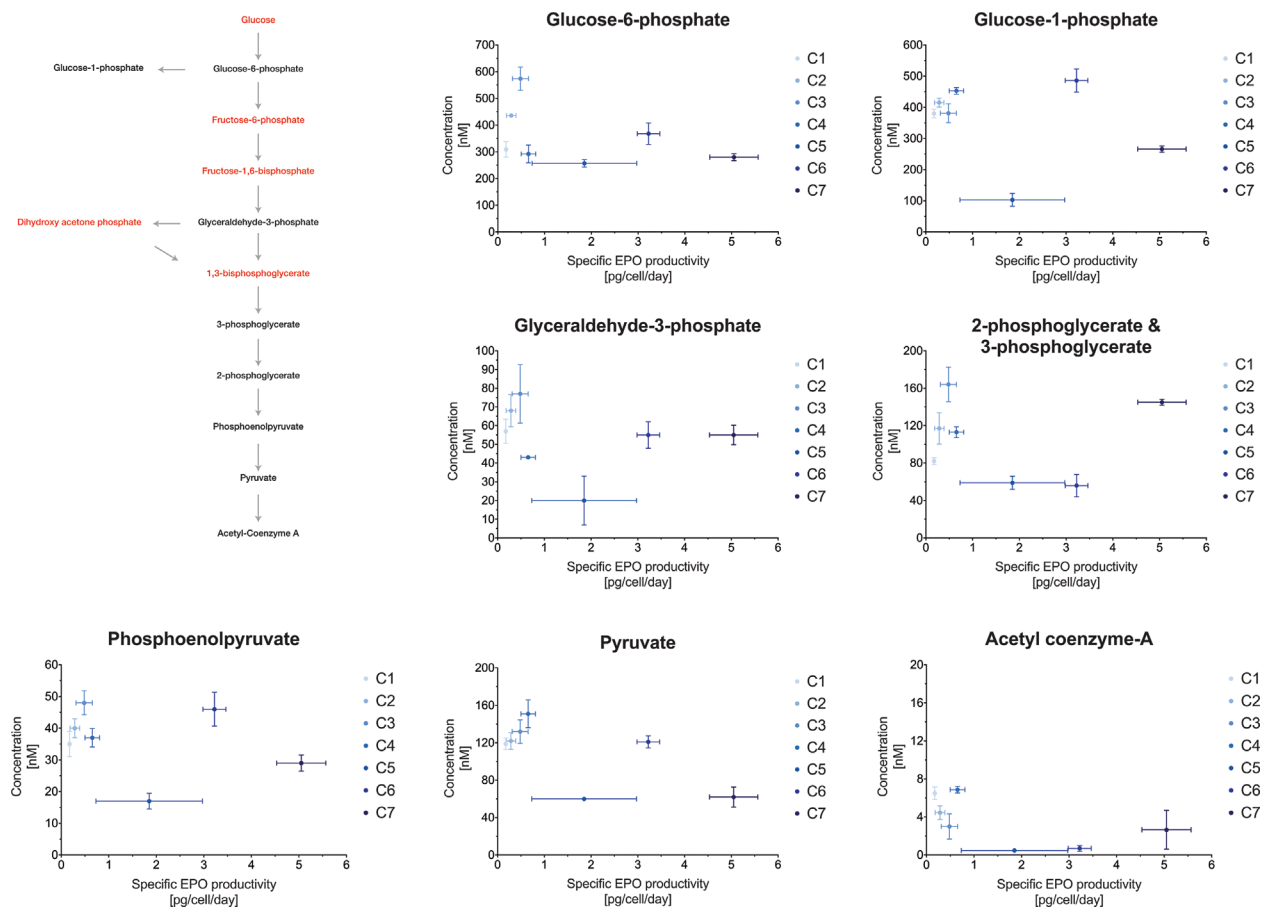 Glucose
Glucose-1-phosphate
Glucose-6-phosphate
Fructose-6-phosphate
Fructose-1,6-bisphosphate
Dihydroxy acetone phosphate
Glyceraldehyde-3-phosphate
1,3-bisphosphoglycerate
3-phosphoglycerate
2-phosphoglycerate
Phosphoenolpyruvate
Pyruvate
Acetyl-Coenzyme A
Glucose-6-phosphate
700
600
500
400
300
200
100
0
Concentration
[nM]
0 1 2 3 4 5 6
Specific EPO productivity
[pg/cell/day]
C1
C2
C3
C4
C5
C6
C7
Glucose-1-phosphate
600
500
400
300
200
100
0
Concentration
[nM]
0 1 2 3 4 5 6
Specific EPO productivity
[pg/cell/day]
C1
C2
C3
C4
C5
C6
C7
Glyceraldehyde-3-phosphate
100
90
80
70
60
50
40
30
20
10
0
Concentration
[nM]
0 1 2 3 4 5 6
Specific EPO productivity
[pg/cell/day]
C1
C2
C3
C4
C5
C6
C7
2-phosphoglycerate &
3-phosphoglycerate
200
160
120
80
40
0
Concentration
[nM]
0 1 2 3 4 5 6
Specific EPO productivity
[pg/cell/day]
C1
C2
C3
C4
C5
C6
C7
Phosphoenolpyruvate
60
50
40
30
20
10
0
Concentration
[nM]
0 1 2 3 4 5 6
Specific EPO productivity
[pg/cell/day]
C1
C2
C3
C4
C5
C6
C7
Pyruvate
200
160
120
80
40
0
Concentration
[nM]
0 1 2 3 4 5 6
Specific EPO productivity
[pg/cell/day]
C1
C2
C3
C4
C5
C6
C7
Acetyl coenzyme-A
20
16
12
8
4
0
Concentration
[nM]
0 1 2 3 4 5 6
Specific EPO productivity
[pg/cell/day]
C1
C2
C3
C4
C5
C6
C7